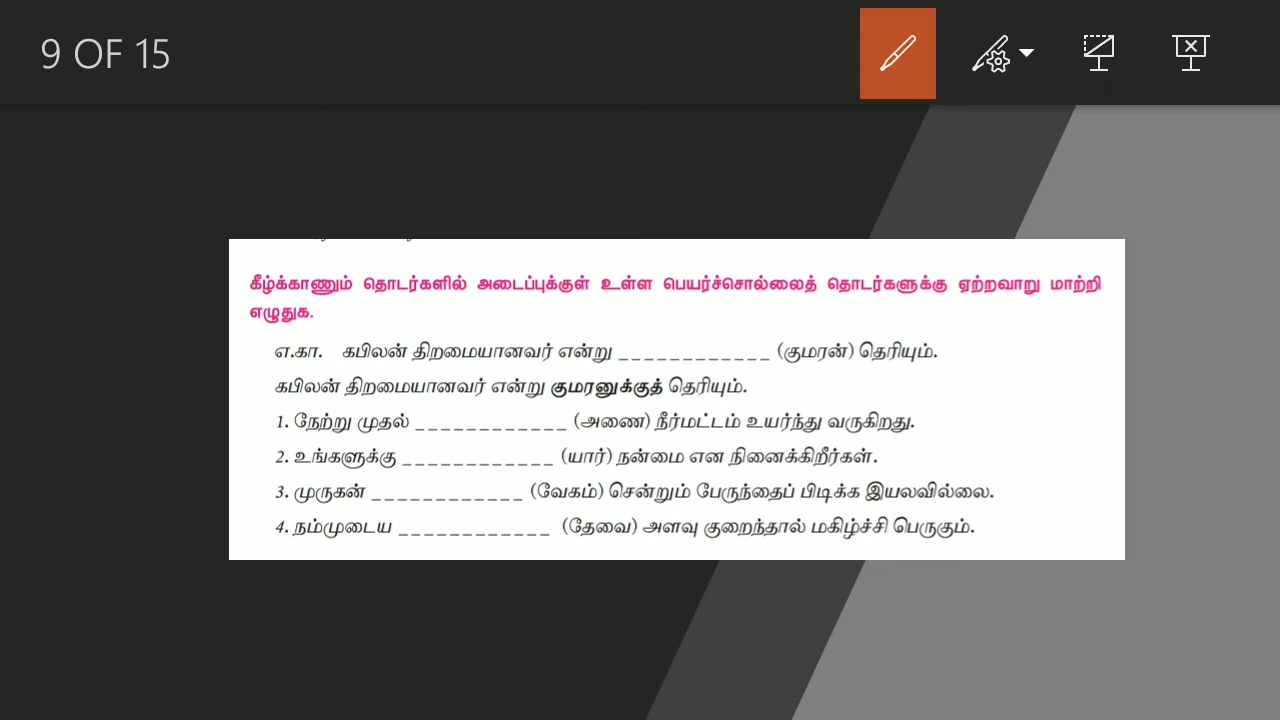 9 OF 15
கீழ்க்காணும் தொடர்களில் அடைப்புக்குள் உள்ள பெயர்ச்சொல்லைத் தொடர்களுக்கு ஏற்றவாறு மாற்றி
எழுதுக.
எ.கா. கபிலன் திறமையானவர் என்று ____________ (குமரன்) தெரியும்.
கபிலன் திறமையானவர் என்று குமரனுக்குத் தெரியும்.
1. நேற்று முதல் ____________ (அணை) நீர்மட்டம் உயர்ந்து வருகிறது.
2. உங்களுக்கு ____________ (யார்) நன்மை என நினைக்கிறீர்கள்.
3. முருகன் ____________ (வேகம்) சென்றும் பேருந்தைப் பிடிக்க இயலவில்லை.
4. நம்முடைய ____________ (தேவை) அளவு குறைந்தால் மகிழ்ச்சி பெருகும்.